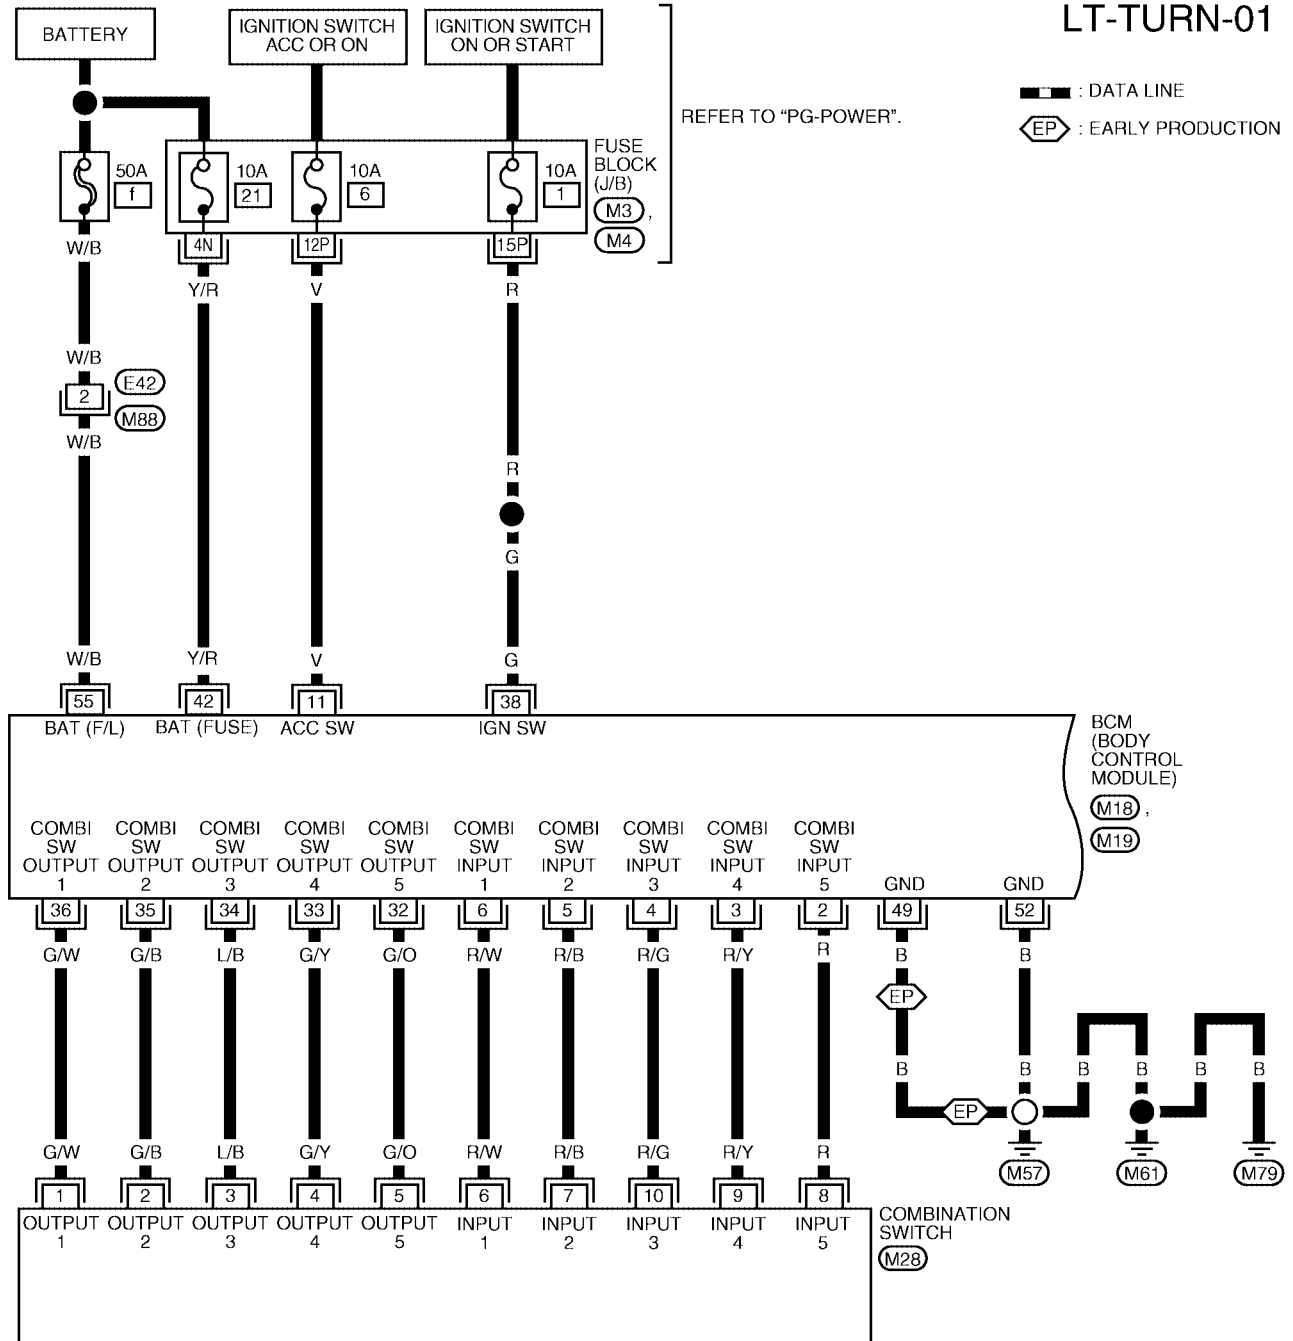 LT-TURN-01
BATTERY
IGNITION SWITCH
ACC OR ON
IGNITION SWITCH
ON OR START
: DATA LINE
EP : EARLY PRODUCTION
REFER TO “PG-POWER”.
50A
f
10A
21
10A
6
10A
1
FUSE
BLOCK
(J/B)
M3 ,
M4
4N 12P 15P
W/B
Y/R V R
W/B
2
E42
M88
W/B
R
G
W/B Y/R V G
55 42 11 38
BAT (F/L) BAT (FUSE) ACC SW IGN SW
BCM
(BODY
CONTROL
MODULE)
M18 ,
M19
COMBI COMBI COMBI COMBI COMBI COMBI COMBI COMBI COMBI COMBI
SW SW SW SW SW SW SW SW SW SW
OUTPUT OUTPUT OUTPUT OUTPUT OUTPUT INPUT INPUT INPUT INPUT INPUT
1 2 3 4 5 1 2 3 4 5 GND GND
36 35 34 33 32 6 5 4 3 2 49 52
G/W G/B L/B G/Y G/O R/W R/B R/G R/Y R B B
EP
B B B B B B
EP
G/W G/B L/B G/Y G/O R/W R/B R/G R/Y R
M57 M61 M79
1 2 3 4 5 6 7 10 9 8
OUTPUT OUTPUT OUTPUT OUTPUT OUTPUT INPUT INPUT INPUT INPUT INPUT
1 2 3 4 5 1 2 3 4 5
COMBINATION
SWITCH
M28